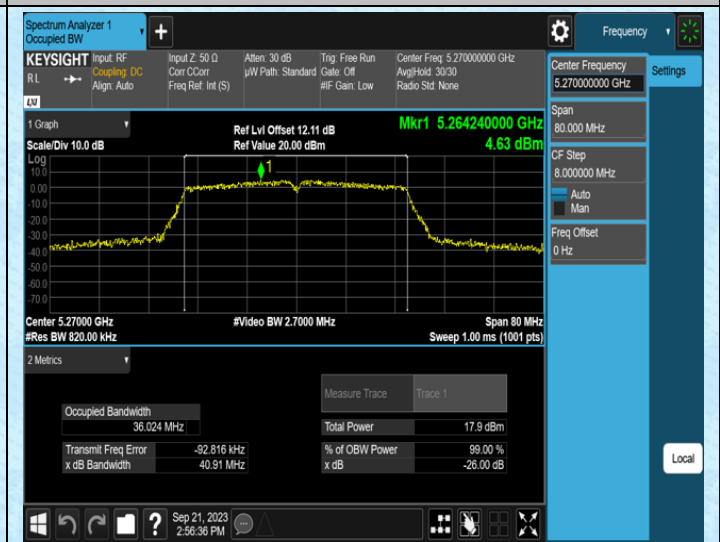 Spectrum Analyzer 1
Occupied BW
+
Frequency
KEYSIGHT
RL
Input: RF
Coupling: DC
Align: Auto
Input Z: 50 Ω
Corr CCorr
Freq Ref: Int (S)
Atten: 30 dB
µW Path: Standard
Trig: Free Run
Gate: Off
#IF Gain: Low
Center Freq: 5.270000000 GHz
Avg|Hold: 30/30
Radio Std: None
LXI
Center Frequency
5.270000000 GHz
Settings
Span
80.000 MHz
CF Step
8.000000 MHz
Auto
Man
Freq Offset
0 Hz
1 Graph
Scale/Div 10.0 dB
Ref Lvl Offset 12.11 dB
Ref Value 20.00 dBm
Mkr1 5.264240000 GHz
4.63 dBm
Log
10.0
0.00
-10.0
-20.0
-30.0
-40.0
-50.0
-60.0
-70.0
1
Center 5.27000 GHz
#Res BW 820.00 kHz
#Video BW 2.7000 MHz
Span 80 MHz
Sweep 1.00 ms (1001 pts)
2 Metrics
Measure Trace
Trace 1
Occupied Bandwidth
36.024 MHz
Total Power
17.9 dBm
Transmit Freq Error
-92.816 kHz
% of OBW Power
99.00 %
x dB Bandwidth
40.91 MHz
x dB
-26.00 dB
Local
?
Sep 21, 2023
2:56:36 PM